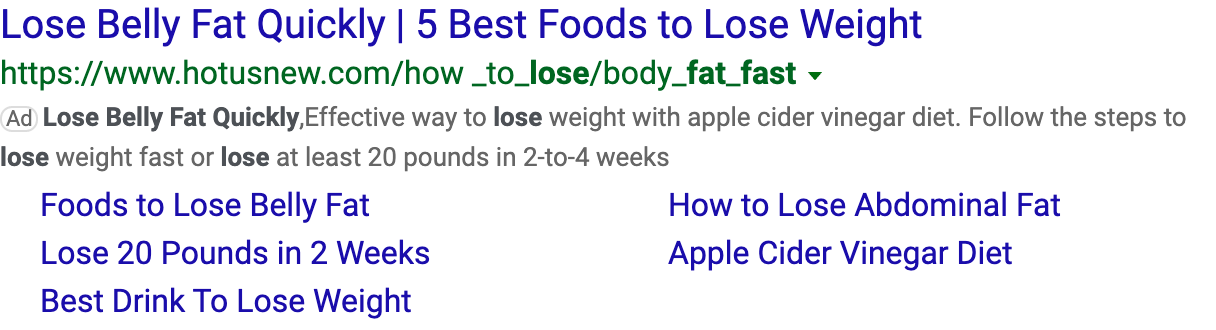 Lose Belly Fat Quickly | 5 Best Foods to Lose Weight
https://www.hotusnew.com/how _to_lose/body_fat_fast
Ad Lose Belly Fat Quickly,Effective way to lose weight with apple cider vinegar diet. Follow the steps to
lose weight fast or lose at least 20 pounds in 2-to-4 weeks
Foods to Lose Belly Fat
How to Lose Abdominal Fat
Lose 20 Pounds in 2 Weeks
Apple Cider Vinegar Diet
Best Drink To Lose Weight